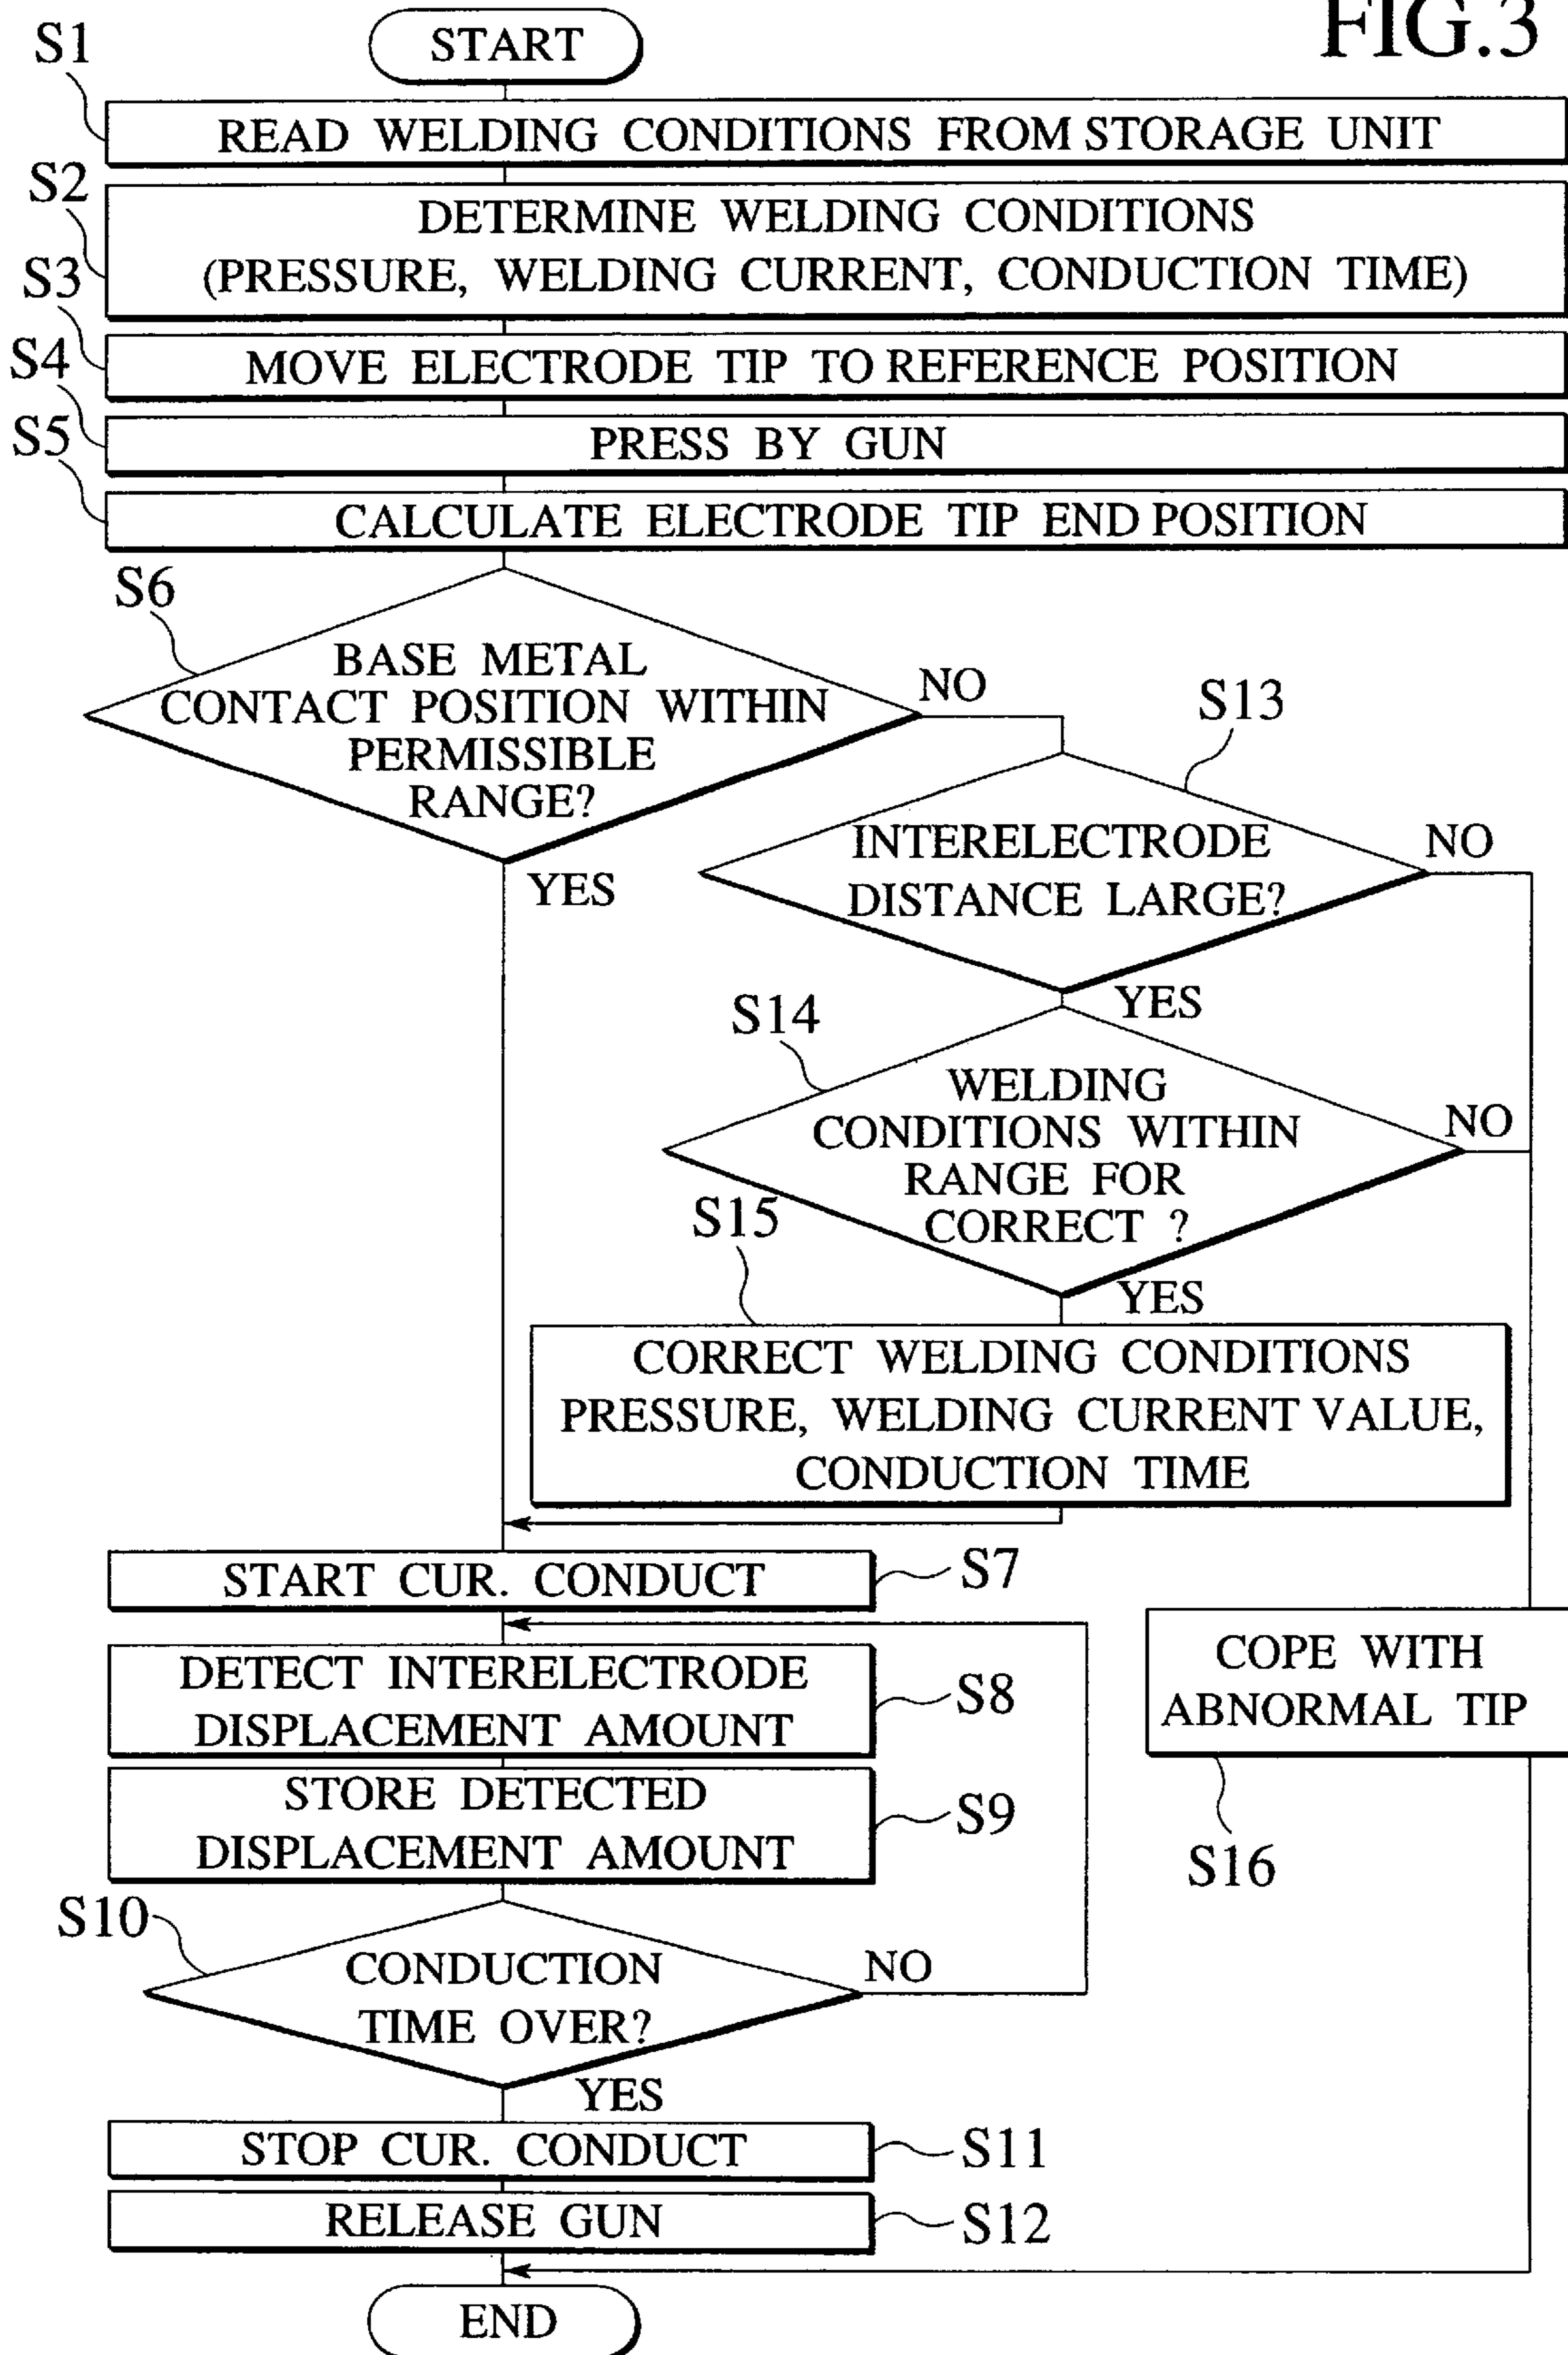 FIG.3
START
S1
READ WELDING CONDITIONS FROM STORAGE UNIT
S2
DETERMINE WELDING CONDITIONS
(PRESSURE, WELDING CURRENT, CONDUCTION TIME)
S3
MOVE ELECTRODE TIP TO REFERENCE POSITION
S4
PRESS BY GUN
S5
CALCULATE ELECTRODE TIP END POSITION
S6
BASE METAL
CONTACT POSITION WITHIN
PERMISSIBLE
RANGE?
NO
YES
S13
INTERELECTRODE
DISTANCE LARGE?
NO
YES
S14
WELDING
CONDITIONS WITHIN
RANGE FOR
CORRECT ?
NO
YES
S15
CORRECT WELDING CONDITIONS
PRESSURE, WELDING CURRENT VALUE,
CONDUCTION TIME
START CUR. CONDUCT
S7
DETECT INTERELECTRODE
DISPLACEMENT AMOUNT
S8
STORE DETECTED
DISPLACEMENT AMOUNT
S9
COPE WITH
ABNORMAL TIP
S16
S10
CONDUCTION
TIME OVER?
NO
YES
STOP CUR. CONDUCT
S11
RELEASE GUN
S12
END